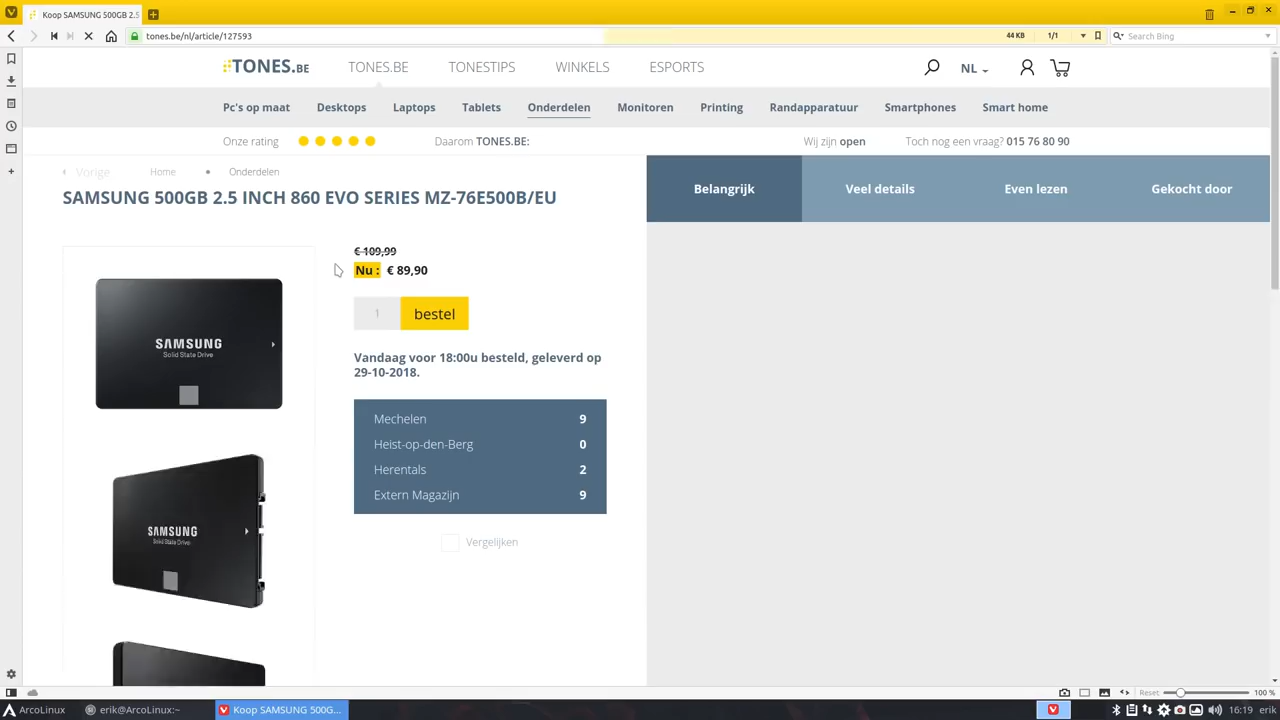 Koop SAMSUNG 500GB 2.5
tones.be/nl/article/127593
44 KB
1/1
Search Bing
TONES.BE
TONES.BE
TONESTIPS
WINKELS
ESPORTS
NL
Pc's op maat
Desktops
Laptops
Tablets
Onderdelen
Monitoren
Printing
Randapparatuur
Smartphones
Smart home
Onze rating
Daarom TONES.BE:
Wij zijn open
Toch nog een vraag? 015 76 80 90
Vorige
Home
Onderdelen
SAMSUNG 500GB 2.5 INCH 860 EVO SERIES MZ-76E500B/EU
Belangrijk
Veel details
Even lezen
Gekocht door
€ 109,99
Nu : € 89,90
1
bestel
SAMSUNG
Solid State Drive
Vandaag voor 18:00u besteld, geleverd op
29-10-2018.
Mechelen 9
Heist-op-den-Berg 0
Herentals 2
Extern Magazijn 9
SAMSUNG
Solid State Drive
Vergelijken
Reset
100 %
ArcoLinux
erik@ArcoLinux:~
Koop SAMSUNG 500G...
16:19
erik